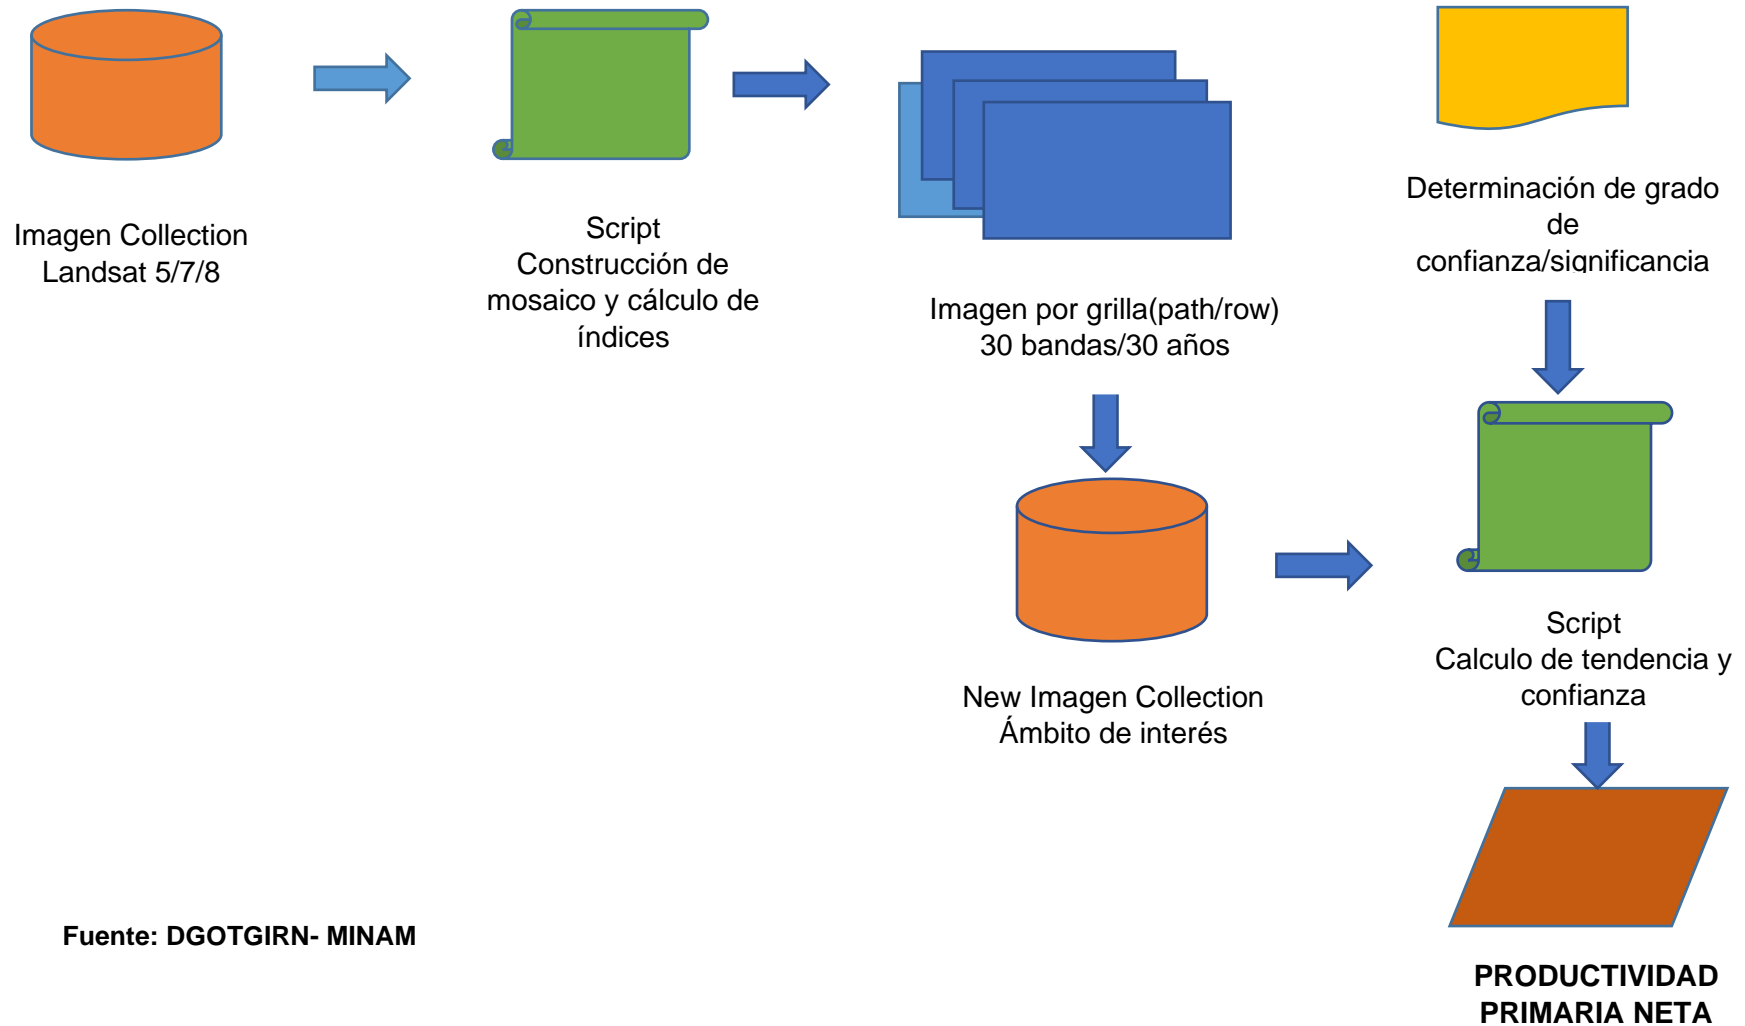 Imagen Collection
Landsat 5/7/8
Script
Construcción de
mosaico y cálculo de
índices
Imagen por grilla(path/row)
30 bandas/30 años
Determinación de grado
de
confianza/significancia
New Imagen Collection
Ámbito de interés
Script
Calculo de tendencia y
confianza
Fuente: DGOTGIRN- MINAM
PRODUCTIVIDAD
PRIMARIA NETA